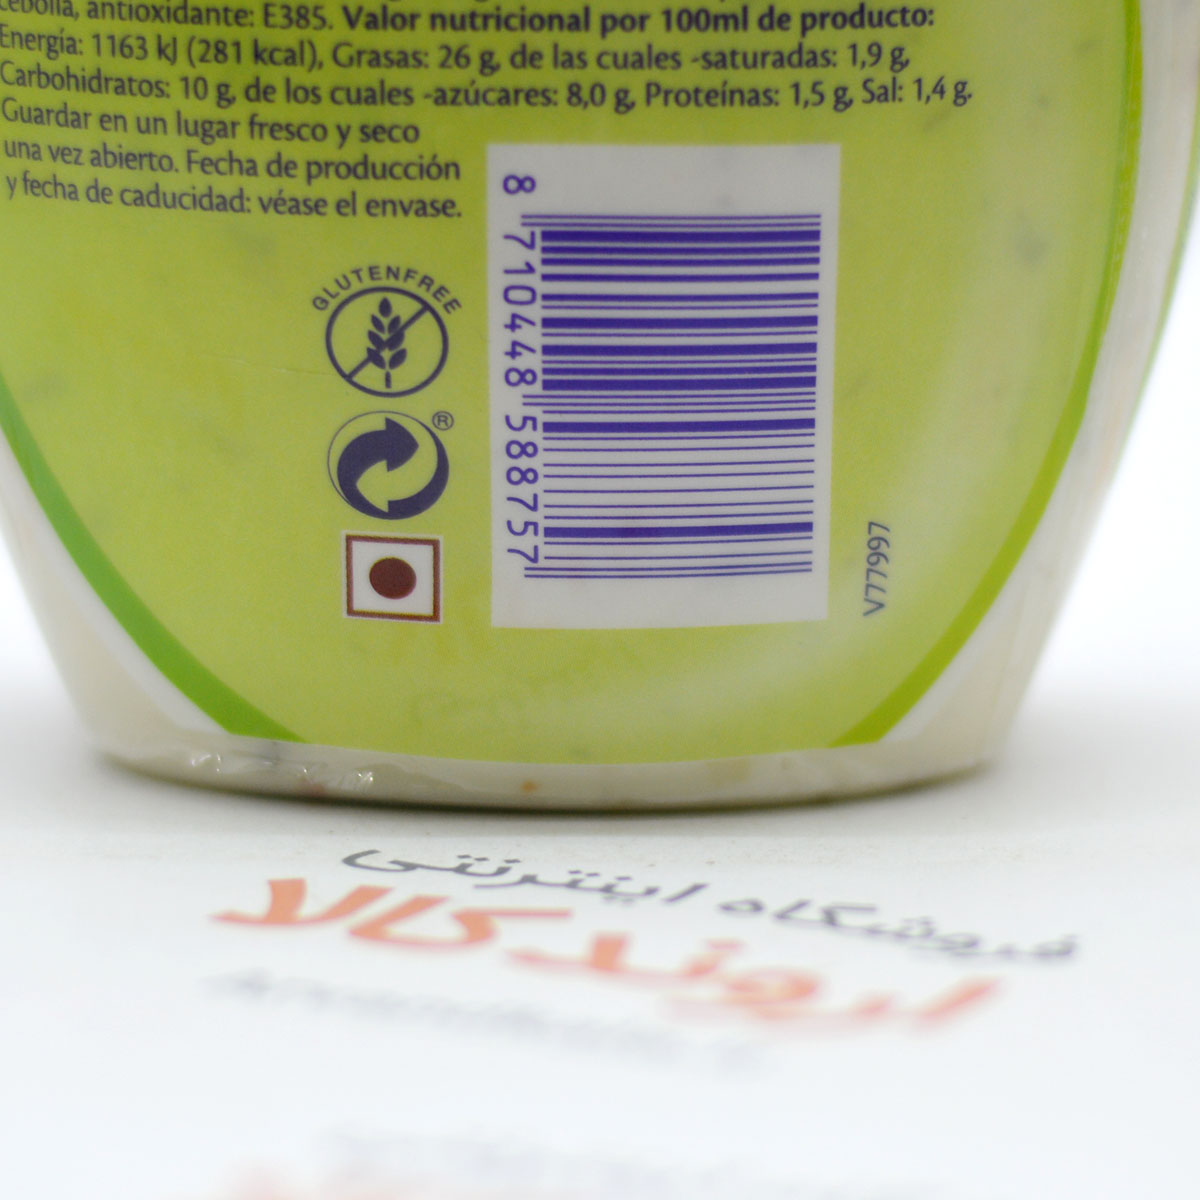 cebolla, antioxidante: E385. Valor nutricional por 100ml de producto:
Energía: 1163 kJ (281 kcal), Grasas: 26 g, de las cuales -saturadas: 1,9 g,
Carbohidratos: 10 g, de los cuales -azúcares: 8,0 g, Proteínas: 1,5 g, Sal: 1,4 g.
Guardar en un lugar fresco y seco
una vez abierto. Fecha de producción
y fecha de caducidad: véase el envase.
GLUTENFREE
®
8 710448 588757
V77997
فروشگاه اینترنتی
اروند کالا